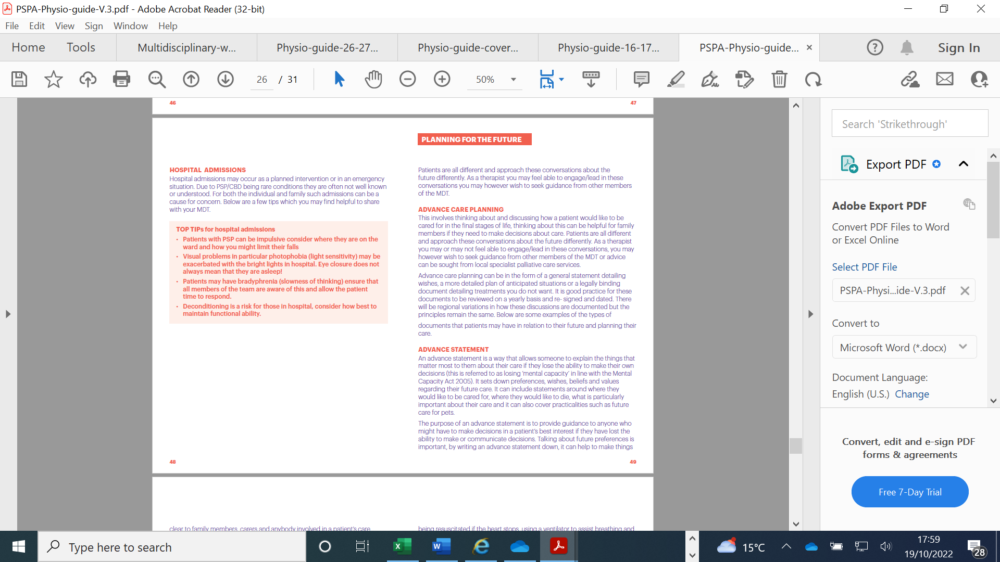 PSPA-Physio-guide-V.3.pdf - Adobe Acrobat Reader (32-bit)
File Edit View Sign Window Help
Home Tools Multidisciplinary-w... Physio-guide-26-27... Physio-guide-cover... Physio-guide-16-17... PSPA-Physio-guide... Sign In
26 / 31 50%
46 47
HOSPITAL ADMISSIONS
Hospital admissions may occur as a planned intervention or in an emergency
situation. Due to PSP/CBD being rare conditions they are often not well known
or understood. For both the individual and family such admissions can be a
cause for concern. Below are a few tips which you may find helpful to share
with your MDT.
TOP TIPs for hospital admissions
• Patients with PSP can be impulsive consider where they are on the
ward and how you might limit their falls
• Visual problems in particular photophobia (light sensitivity) may be
exacerbated with the bright lights in hospital. Eye closure does not
always mean that they are asleep!
• Patients may have bradyphrenia (slowness of thinking) ensure that
all members of the team are aware of this and allow the patient
time to respond.
• Deconditioning is a risk for those in hospital, consider how best to
maintain functional ability.
48
PLANNING FOR THE FUTURE
Patients are all different and approach these conversations about the
future differently. As a therapist you may feel able to engage/lead in these
conversations you may however wish to seek guidance from other members
of the MDT.
ADVANCE CARE PLANNING
This involves thinking about and discussing how a patient would like to be
cared for in the final stages of life, thinking about this can be helpful for family
members if they need to make decisions about care. Patients are all different
and approach these conversations about the future differently. As a therapist
you may or may not feel able to engage/lead in these conversations, you may
however wish to seek guidance from other members of the MDT or advice
can be sought from local specialist palliative care services.
Advance care planning can be in the form of a general statement detailing
wishes, a more detailed plan of anticipated situations or a legally binding
document detailing treatments you do not want. It is good practice for these
documents to be reviewed on a yearly basis and re- signed and dated. There
will be regional variations in how these discussions are documented but the
principles remain the same. Below are some examples of the types of
documents that patients may have in relation to their future and planning their
care.
ADVANCE STATEMENT
An advance statement is a way that allows someone to explain the things that
matter most to them about their care if they lose the ability to make their own
decisions (this is referred to as losing 'mental capacity' in line with the Mental
Capacity Act 2005). It sets down preferences, wishes, beliefs and values
regarding their future care. It can include statements around where they
would like to be cared for, where they would like to die, what is particularly
important about their care and it can also cover practicalities such as future
care for pets.
The purpose of an advance statement is to provide guidance to anyone who
might have to make decisions in a patient's best interest if they have lost the
ability to make or communicate decisions. Talking about future preferences is
important, by writing an advance statement down, it can help to make things
49
clear to family members, carers and anybody involved in a patient's care
being resuscitated if the heart stops, using a ventilator to assist breathing and
Search 'Strikethrough'
Export PDF
Adobe Export PDF
Convert PDF Files to Word
or Excel Online
Select PDF File
PSPA-Physi...ide-V.3.pdf
Convert to
Microsoft Word (*.docx)
Document Language:
English (U.S.) Change
Convert, edit and e-sign PDF
forms & agreements
Free 7-Day Trial
Type here to search
15°C
17:59
19/10/2022
28